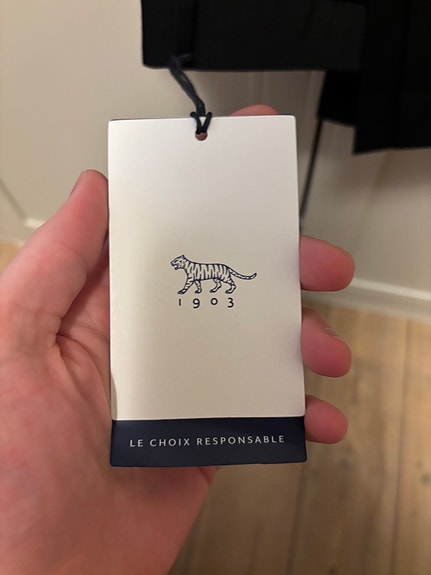 1903
LE CHOIX RESPONSABLE